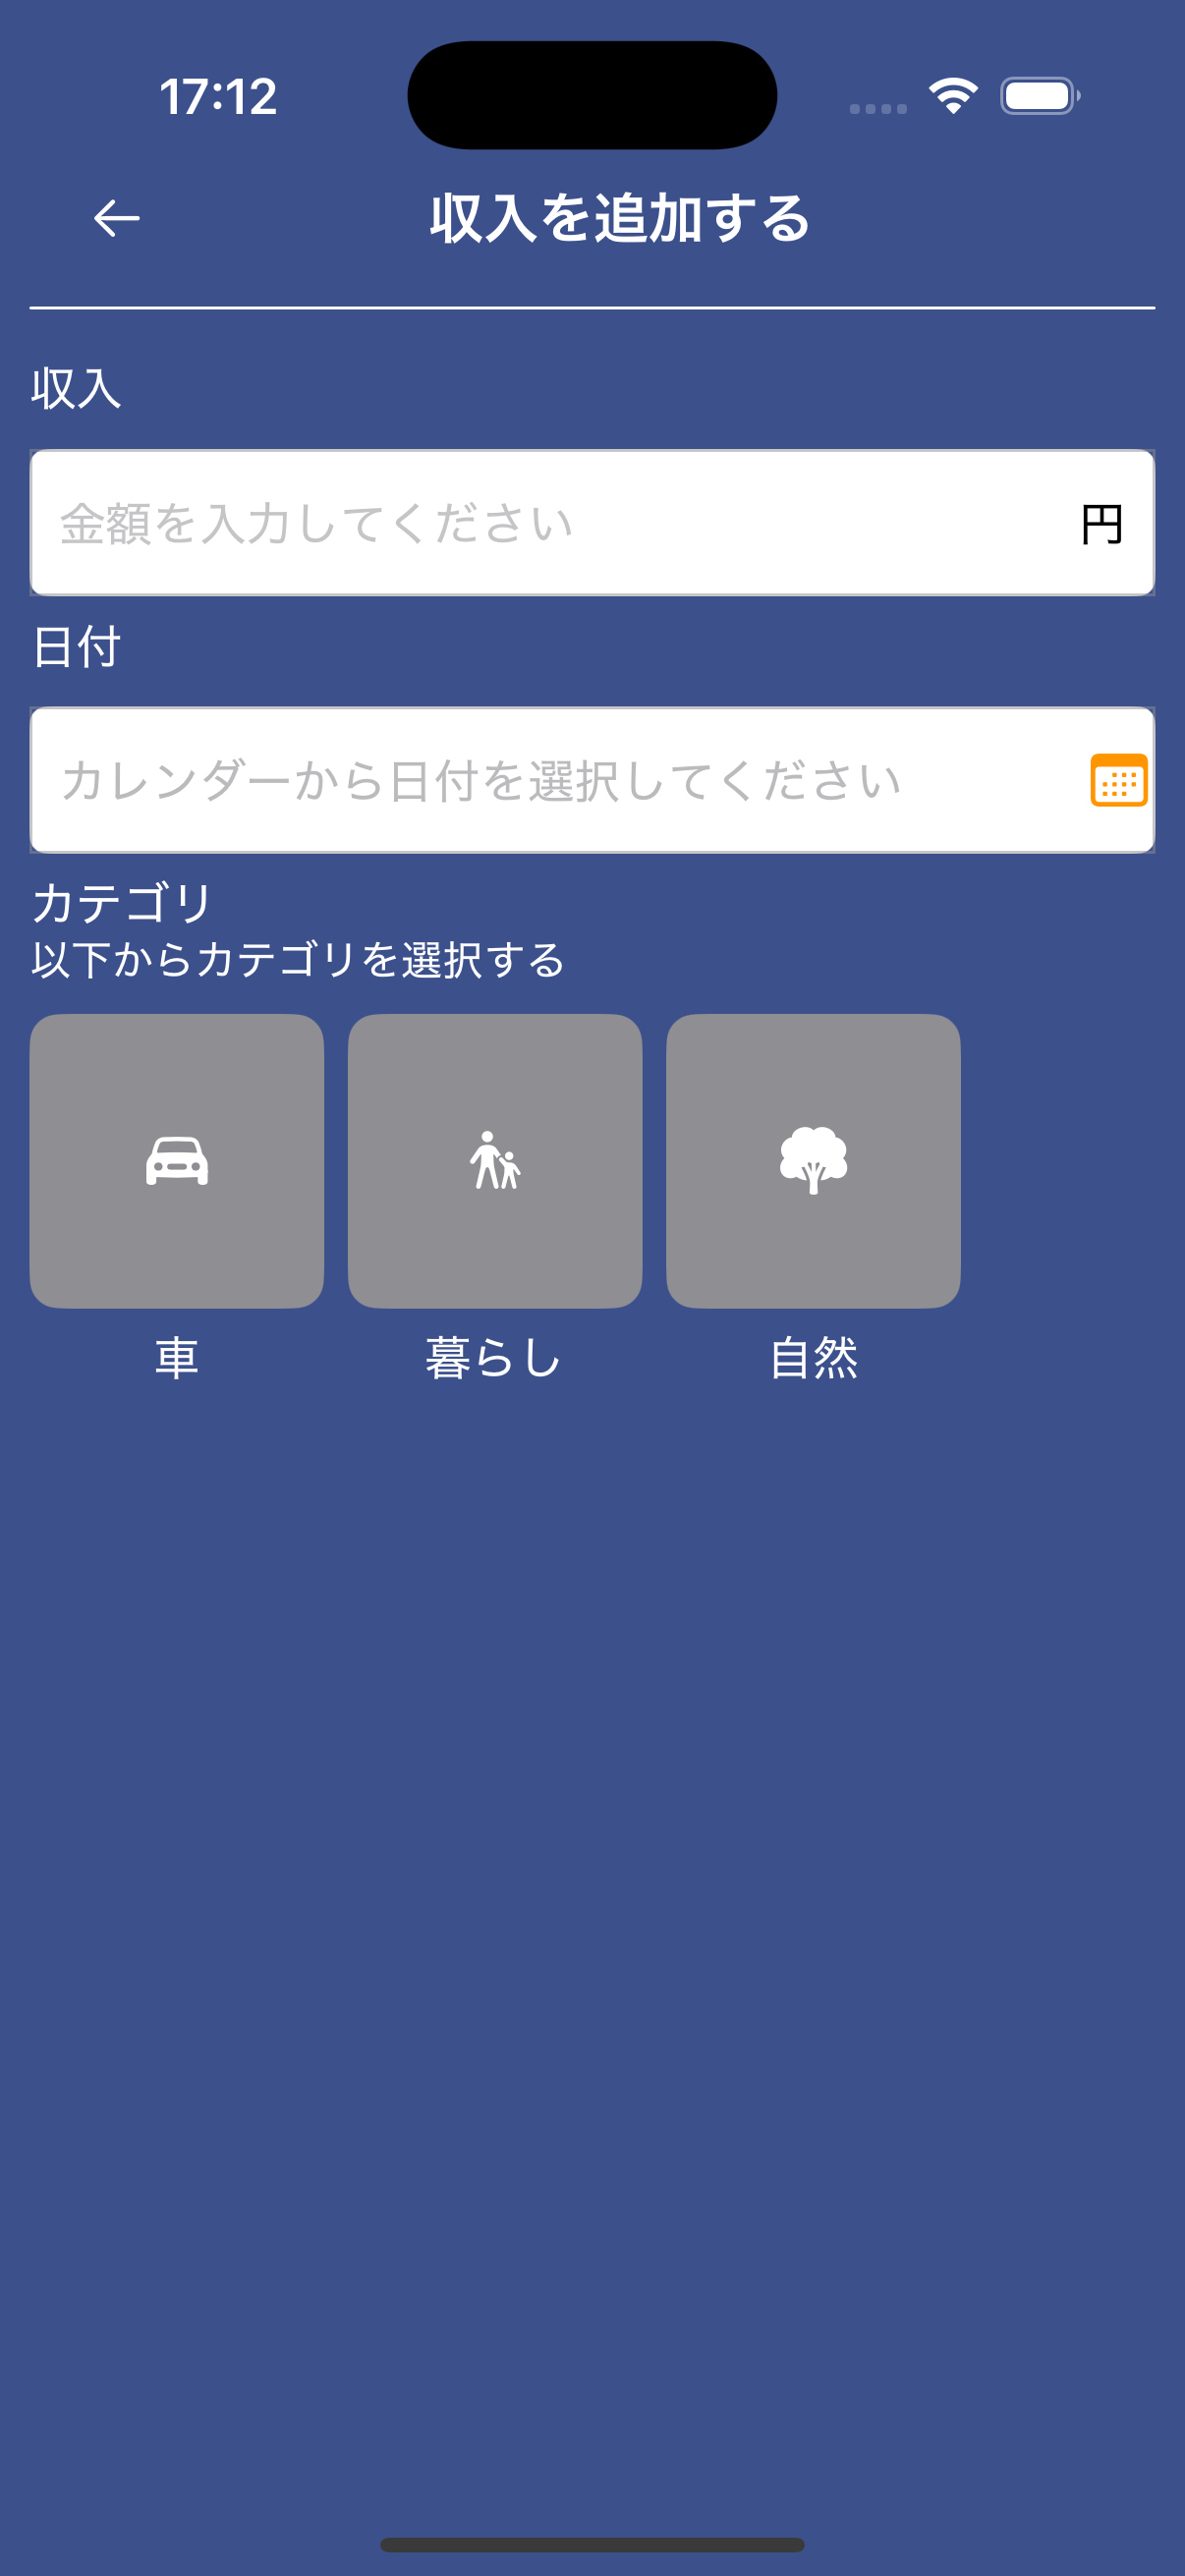 17:12
収入を追加する
収入
金額を入力してください 円
日付
カレンダーから日付を選択してください
カテゴリ
以下からカテゴリを選択する
車 暮らし 自然